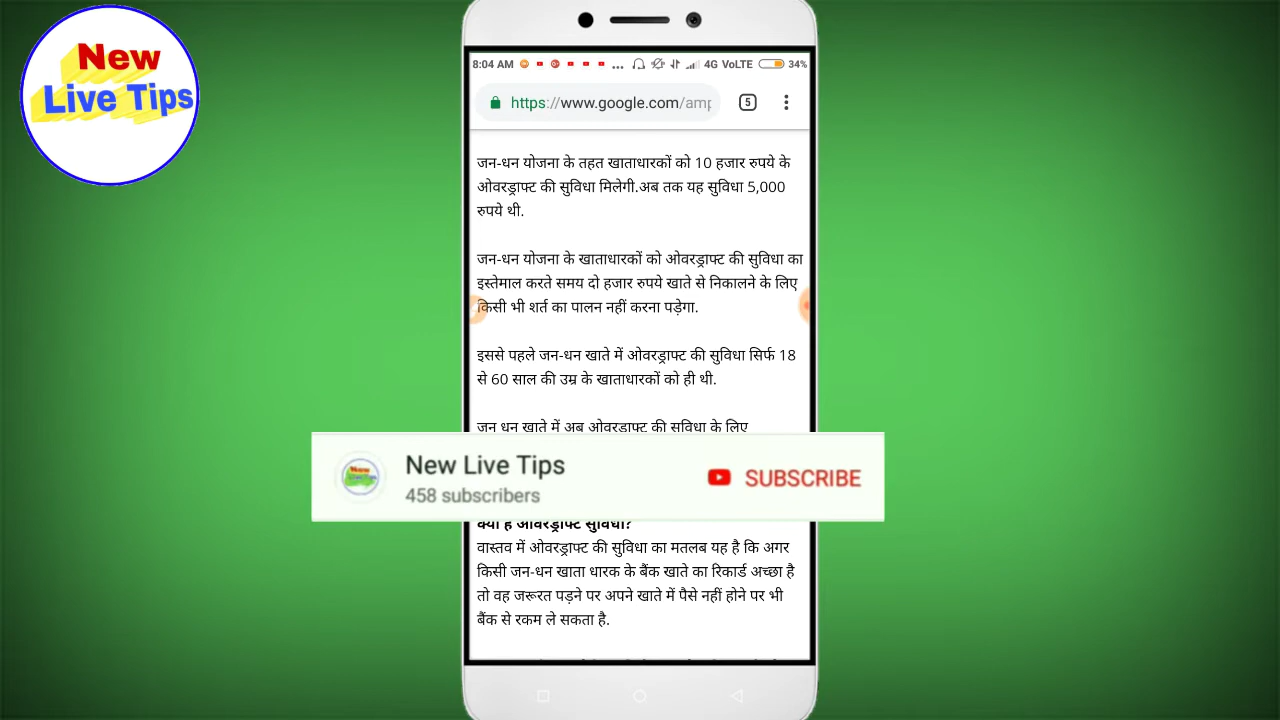 New
Live Tips
8:04 AM ... 4G VoLTE 34%
https://www.google.com/amp
5
जन-धन योजना के तहत खाताधारकों को 10 हजार रुपये के
ओवरड्राफ्ट की सुविधा मिलेगी.अब तक यह सुविधा 5,000
रुपये थी.
जन-धन योजना के खाताधारकों को ओवरड्राफ्ट की सुविधा का
इस्तेमाल करते समय दो हजार रुपये खाते से निकालने के लिए
किसी भी शर्त का पालन नहीं करना पड़ेगा.
इससे पहले जन-धन खाते में ओवरड्राफ्ट की सुविधा सिर्फ 18
से 60 साल की उम्र के खाताधारकों को ही थी.
जन धन खाते में अब ओवरड्राफ्ट की सुविधा के लिए
New Live Tips
458 subscribers
SUBSCRIBE
क्या है ओवरड्राफ्ट सुविधा?
वास्तव में ओवरड्राफ्ट की सुविधा का मतलब यह है कि अगर
किसी जन-धन खाता धारक के बैंक खाते का रिकार्ड अच्छा है
तो वह जरूरत पड़ने पर अपने खाते में पैसे नहीं होने पर भी
बैंक से रकम ले सकता है.